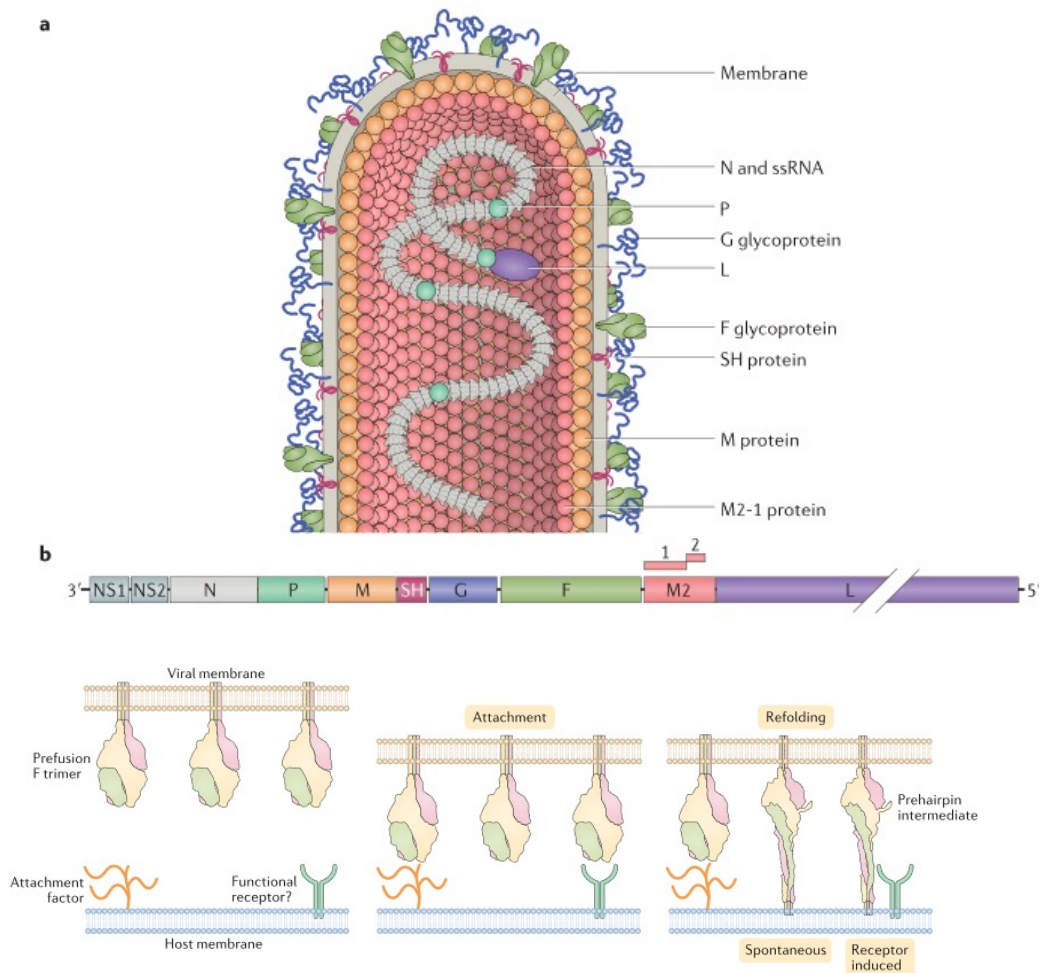 a
Membrane
N and ssRNA
P
G glycoprotein
L
F glycoprotein
SH protein
M protein
M2-1 protein
b
1 2
3′ NS1 NS2 N P M SH G F M2 L 5′
Viral membrane
Prefusion
F trimer
Attachment
factor
Functional
receptor?
Host membrane
Attachment
Refolding
Prehairpin
intermediate
Spontaneous
Receptor
induced